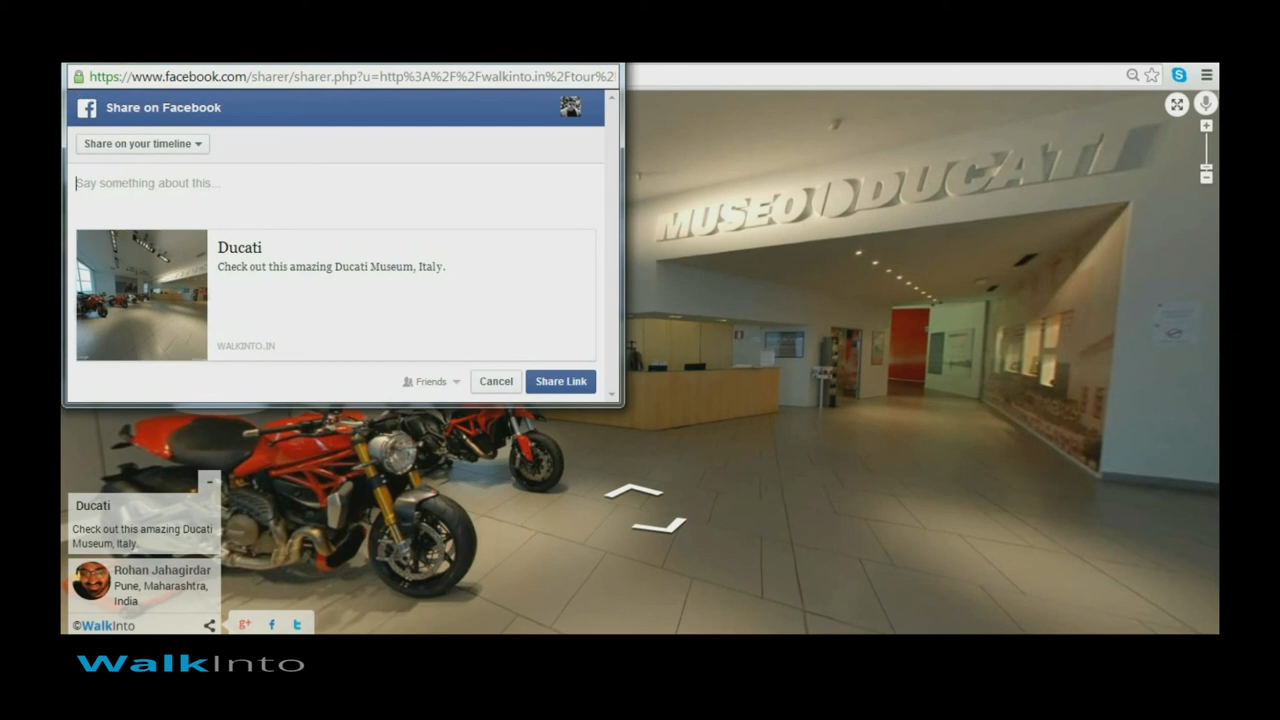 https://www.facebook.com/sharer/sharer.php?u=http%3A%2F%2Fwalkinto.in%2Ftour%2
Share on Facebook
Share on your timeline
Say something about this...
Ducati
Check out this amazing Ducati Museum, Italy.
WALKINTO.IN
Friends
Cancel
Share Link
MUSEO DUCATI
Ducati
Check out this amazing Ducati
Museum, Italy.
Rohan Jahagirdar
Pune, Maharashtra,
India
©WalkInto
g+ f t
WalkInto